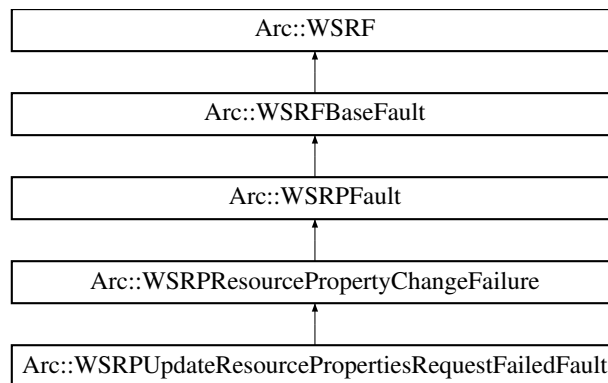 Arc::WSRF
Arc::WSRFBaseFault
Arc::WSRPFault
Arc::WSRPResourcePropertyChangeFailure
Arc::WSRPUpdateResourcePropertiesRequestFailedFault